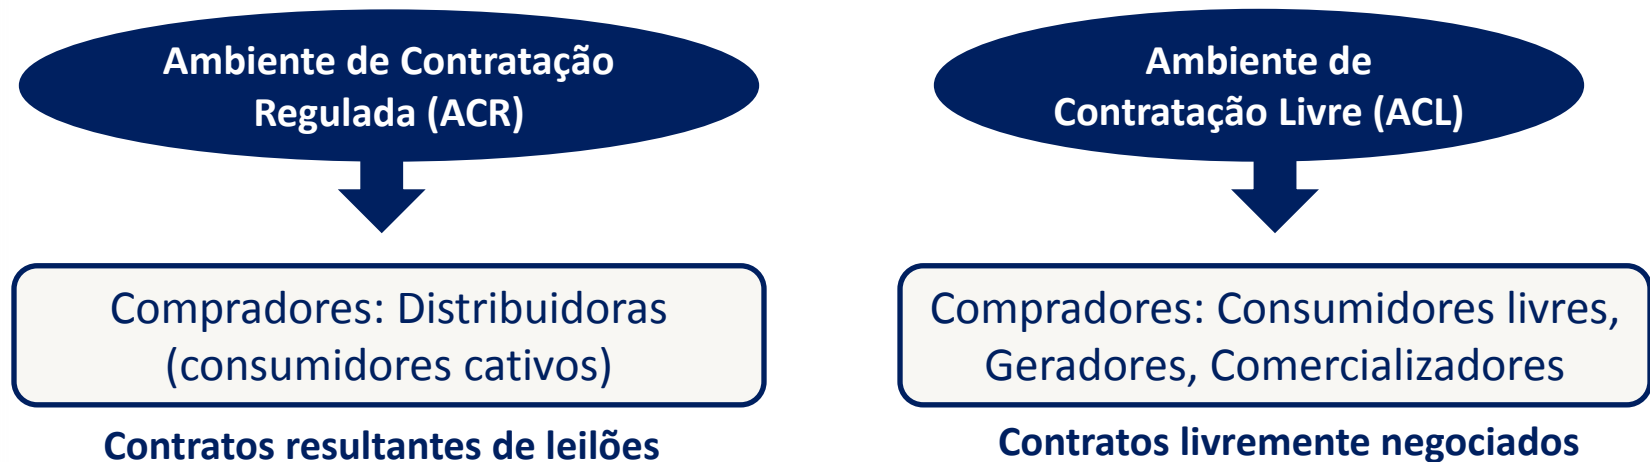 Ambiente de Contratação
Regulada (ACR)
Compradores: Distribuidoras
(consumidores cativos)
Contratos resultantes de leilões
Ambiente de
Contratação Livre (ACL)
Compradores: Consumidores livres,
Geradores, Comercializadores
Contratos livremente negociados